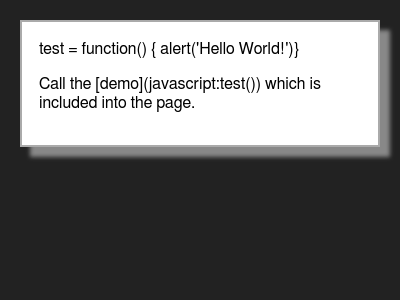 test = function() { alert('Hello World!')}
Call the [demo](javascript:test()) which is
included into the page.